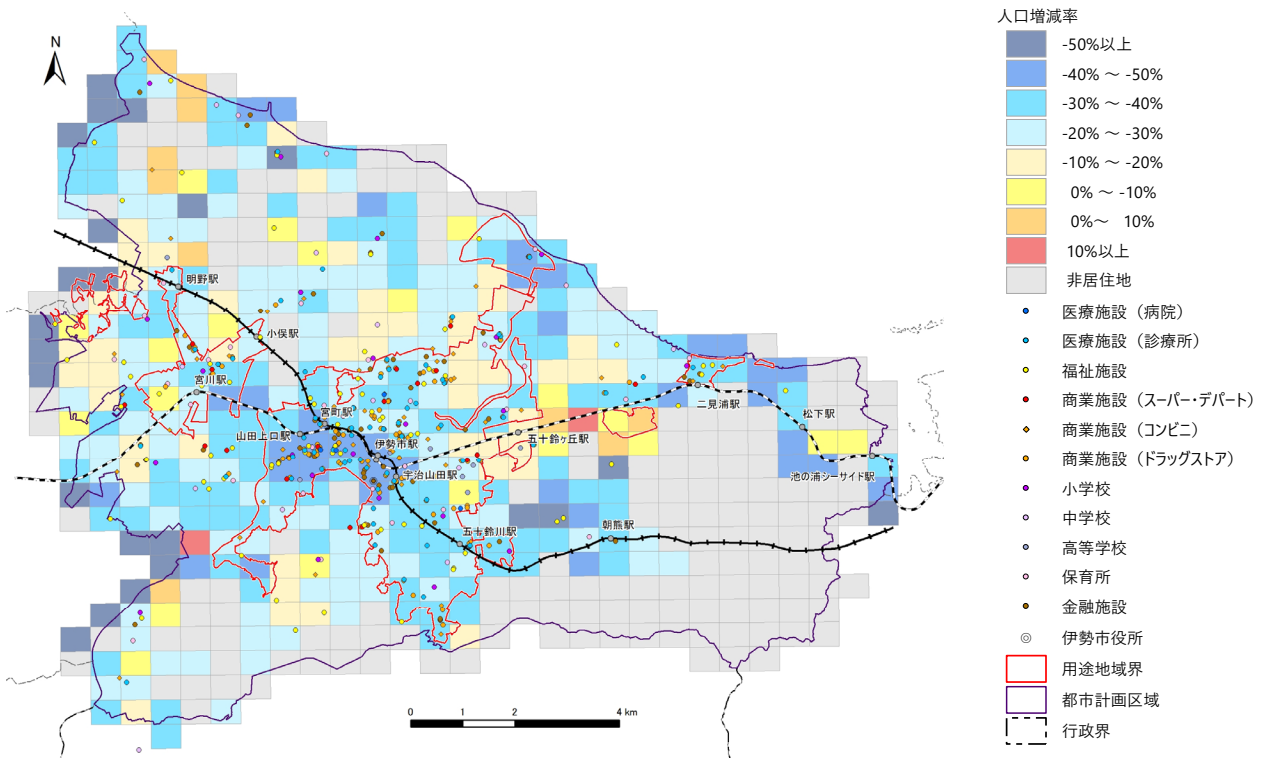 N
明野駅
小俣駅
宮川駅
宮町駅
山田上口駅
伊勢市駅
宇治山田駅
五十鈴ヶ丘駅
五十鈴川駅
朝熊駅
二見浦駅
松下駅
池の浦シーサイド駅
0 1 2 4 km
人口増減率
-50%以上
-40% ~ -50%
-30% ~ -40%
-20% ~ -30%
-10% ~ -20%
0% ~ -10%
0%~ 10%
10%以上
非居住地
医療施設（病院）
医療施設（診療所）
福祉施設
商業施設（スーパー・デパート）
商業施設（コンビニ）
商業施設（ドラッグストア）
小学校
中学校
高等学校
保育所
金融施設
伊勢市役所
用途地域界
都市計画区域
行政界